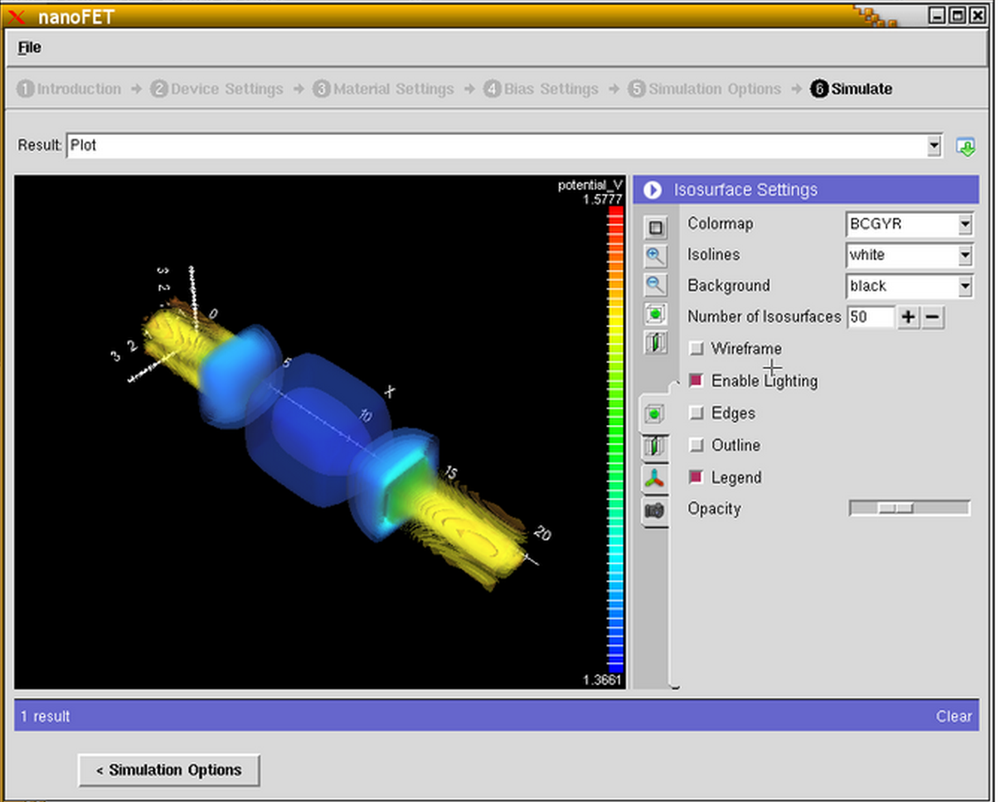 nanoFET
File
1 Introduction → 2 Device Settings → 3 Material Settings → 4 Bias Settings → 5 Simulation Options → 6 Simulate
Result: Plot
potential_V
1.5777
Isosurface Settings
Colormap BCGYR
Isolines white
Background black
Number of Isosurfaces 50 + −
Wireframe
Enable Lighting
Edges
Outline
Legend
Opacity
3
2
0
3 2
5
X
10
15
20
1.3661
1 result Clear
< Simulation Options